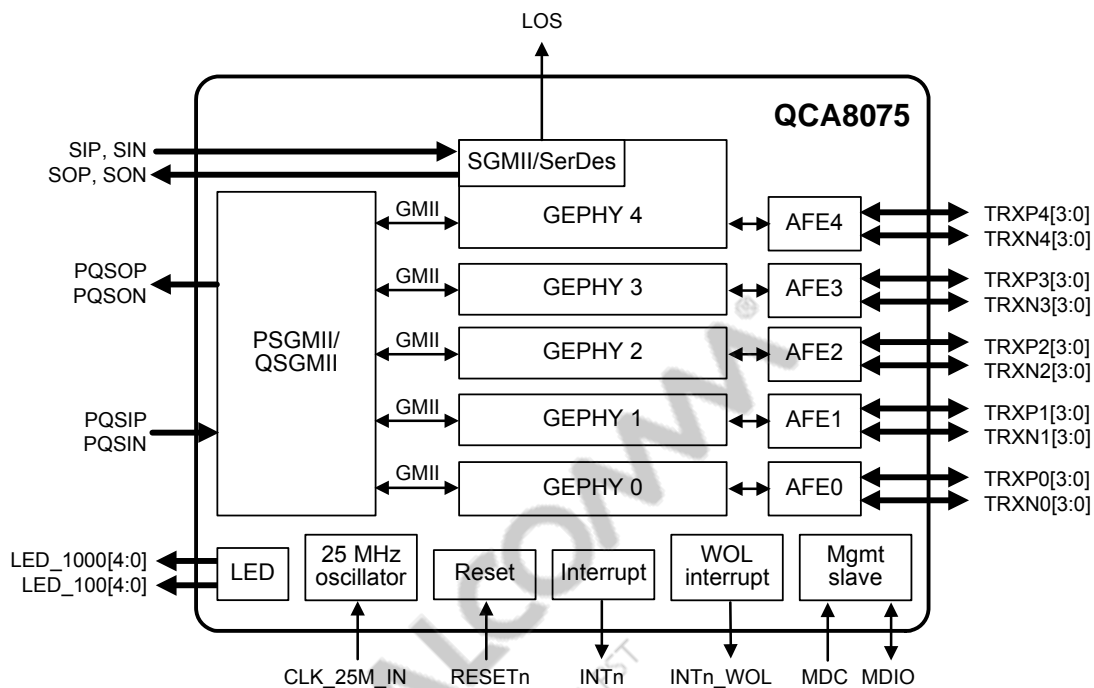 LOS
QCA8075
SIP, SIN
SOP, SON
SGMII/SerDes
GMII
GEPHY 4
AFE4
TRXP4[3:0]
TRXN4[3:0]
PQSOP
PQSON
GMII
GEPHY 3
AFE3
TRXP3[3:0]
TRXN3[3:0]
PSGMII/
QSGMII
GMII
GEPHY 2
AFE2
TRXP2[3:0]
TRXN2[3:0]
PQSIP
PQSIN
GMII
GEPHY 1
AFE1
TRXP1[3:0]
TRXN1[3:0]
GMII
GEPHY 0
AFE0
TRXP0[3:0]
TRXN0[3:0]
LED_1000[4:0]
LED_100[4:0]
LED
25 MHz
oscillator
Reset
Interrupt
WOL
interrupt
Mgmt
slave
CLK_25M_IN
RESETn
INTn
INTn_WOL
MDC
MDIO